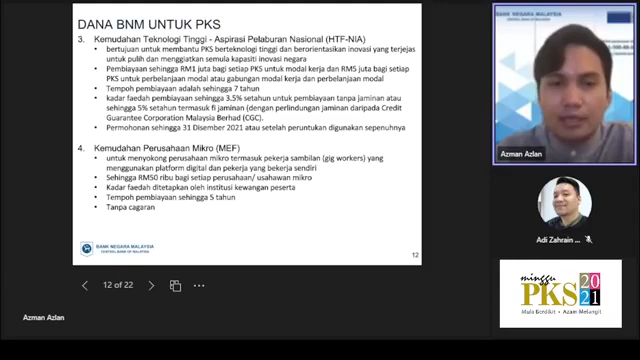 DANA BNM UNTUK PKS
3. Kemudahan Teknologi Tinggi - Aspirasi Pelaburan Nasional (HTF-NIA)
• bertujuan untuk membantu PKS berteknologi tinggi dan berorientasikan inovasi yang terjejas
untuk pulih dan menggiatkan semula kapasiti inovasi negara
• Pembiayaan sehingga RM1 juta bagi setiap PKS untuk modal kerja dan RM5 juta bagi setiap
PKS untuk perbelanjaan modal atau gabungan modal kerja dan perbelanjaan modal
• Tempoh pembiayaan adalah sehingga 7 tahun
• kadar faedah pembiayaan sehingga 3.5% setahun untuk pembiayaan tanpa jaminan atau
sehingga 5% setahun termasuk fi jaminan (dengan perlindungan jaminan daripada Credit
Guarantee Corporation Malaysia Berhad (CGC).
• Permohonan sehingga 31 Disember 2021 atau setelah peruntukan digunakan sepenuhnya
4. Kemudahan Perusahaan Mikro (MEF)
• untuk menyokong perusahaan mikro termasuk pekerja sambilan (gig workers) yang
menggunakan platform digital dan pekerja yang bekerja sendiri
• Sehingga RM50 ribu bagi setiap perusahaan/ usahawan mikro
• Kadar faedah ditetapkan oleh institusi kewangan peserta
• Tempoh pembiayaan sehingga 5 tahun
• Tanpa cagaran
BANK NEGARA MALAYSIA
CENTRAL BANK OF MALAYSIA
12
12 of 22
Azman Azlan
Azman Azlan
Adi Zahrain ...
minggu
PKS 2021
Mula Berdikit • Azam Melangit